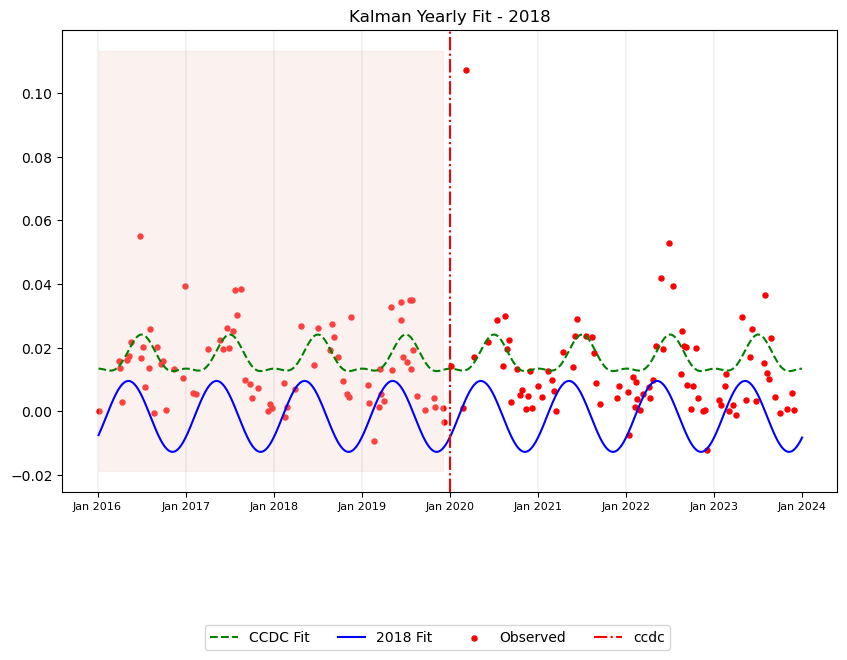 Kalman Yearly Fit - 2018
0.10
0.08
0.06
0.04
0.02
0.00
−0.02
Jan 2016 Jan 2017 Jan 2018 Jan 2019 Jan 2020 Jan 2021 Jan 2022 Jan 2023 Jan 2024
CCDC Fit 2018 Fit Observed ccdc